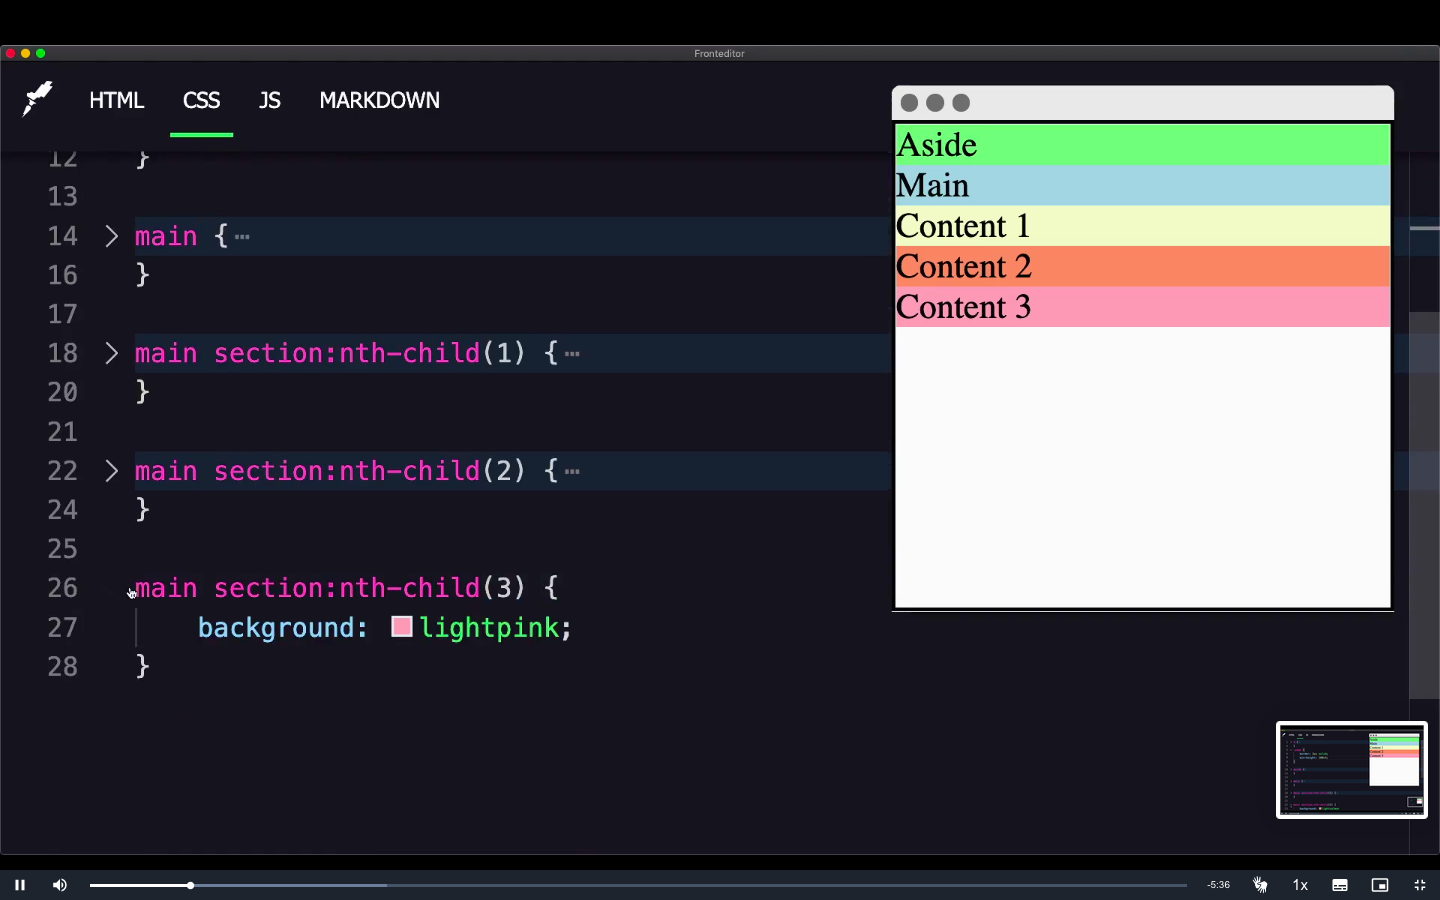 Fronteditor
HTML CSS JS MARKDOWN
12 }
13
14 main {
16 }
17
18 main section:nth-child(1) {
20 }
21
22 main section:nth-child(2) {
24 }
25
26 main section:nth-child(3) {
27 background: lightpink;
28 }
Aside
Main
Content 1
Content 2
Content 3
-5:36
1x